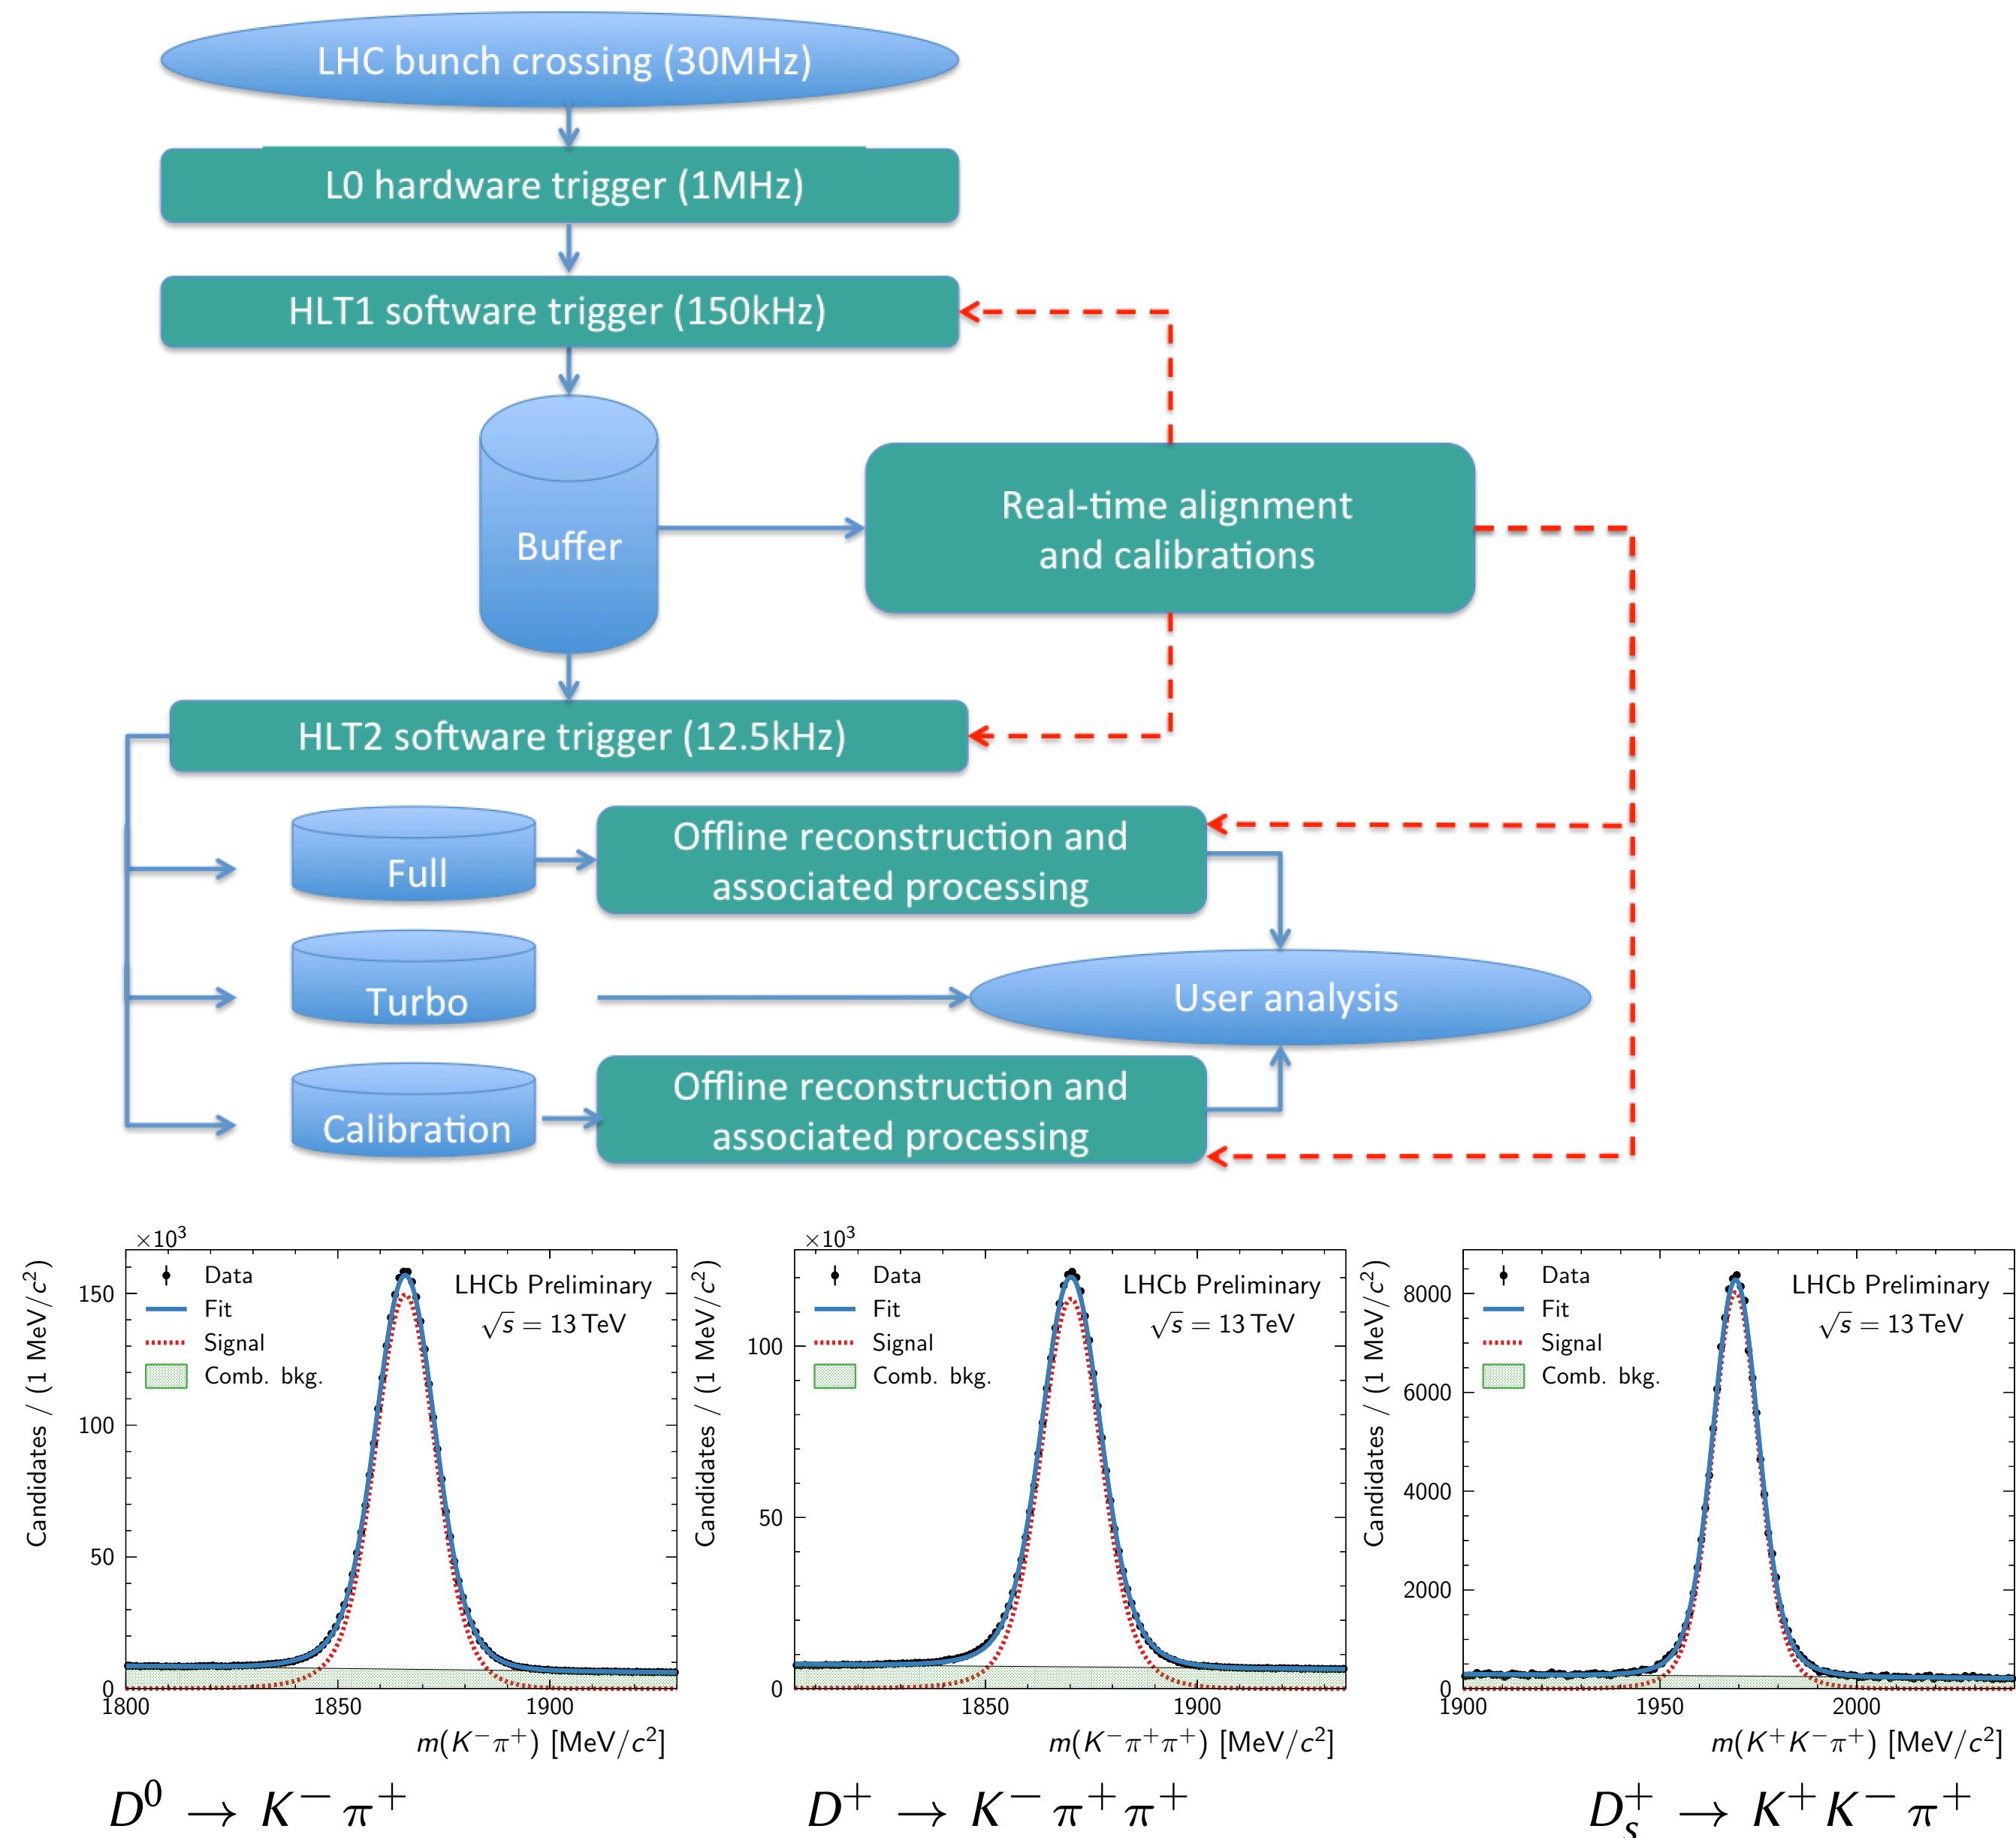 LHC bunch crossing (30MHz)
L0 hardware trigger (1MHz)
HLT1 software trigger (150kHz)
Buffer
Real-time alignment
and calibrations
HLT2 software trigger (12.5kHz)
Full
Offline reconstruction and
associated processing
Turbo
User analysis
Calibration
Offline reconstruction and
associated processing
×10³
Candidates / (1 MeV/c²)
150
100
50
0
1800
1850
1900
Data
Fit
Signal
Comb. bkg.
LHCb Preliminary
√s = 13 TeV
m(K⁻π⁺) [MeV/c²]
D⁰ → K⁻π⁺
×10³
Candidates / (1 MeV/c²)
100
50
0
1850
1900
Data
Fit
Signal
Comb. bkg.
LHCb Preliminary
√s = 13 TeV
m(K⁻π⁺π⁺) [MeV/c²]
D⁺ → K⁻π⁺π⁺
Candidates / (1 MeV/c²)
8000
6000
4000
2000
0
1900
1950
2000
Data
Fit
Signal
Comb. bkg.
LHCb Preliminary
√s = 13 TeV
m(K⁺K⁻π⁺) [MeV/c²]
Dₛ⁺ → K⁺K⁻π⁺